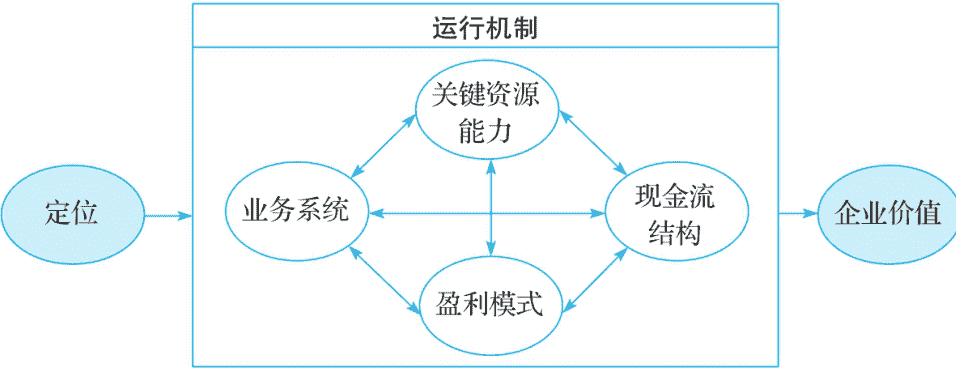 运行机制
关键资源
能力
定位
业务系统
现金流
结构
企业价值
盈利模式